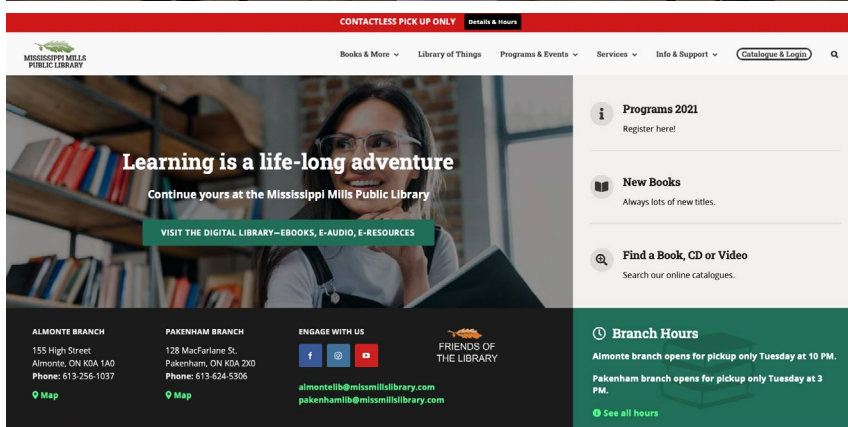 CONTACTLESS PICK UP ONLY Details & Hours
MISSISSIPPI MILLS
PUBLIC LIBRARY
Books & More Library of Things Programs & Events Services Info & Support Catalogue & Login
Learning is a life-long adventure
Continue yours at the Mississippi Mills Public Library
VISIT THE DIGITAL LIBRARY—EBOOKS, E-AUDIO, E-RESOURCES
Programs 2021
Register here!
New Books
Always lots of new titles.
Find a Book, CD or Video
Search our online catalogues.
ALMONTE BRANCH
155 High Street
Almonte, ON K0A 1A0
Phone: 613-256-1037
Map
PAKENHAM BRANCH
128 MacFarlane St.
Pakenham, ON K0A 2X0
Phone: 613-624-5306
Map
ENGAGE WITH US
almontelib@missmillslibrary.com
pakenhamlib@missmillslibrary.com
FRIENDS OF
THE LIBRARY
Branch Hours
Almonte branch opens for pickup only Tuesday at 10 PM.
Pakenham branch opens for pickup only Tuesday at 3
PM.
See all hours